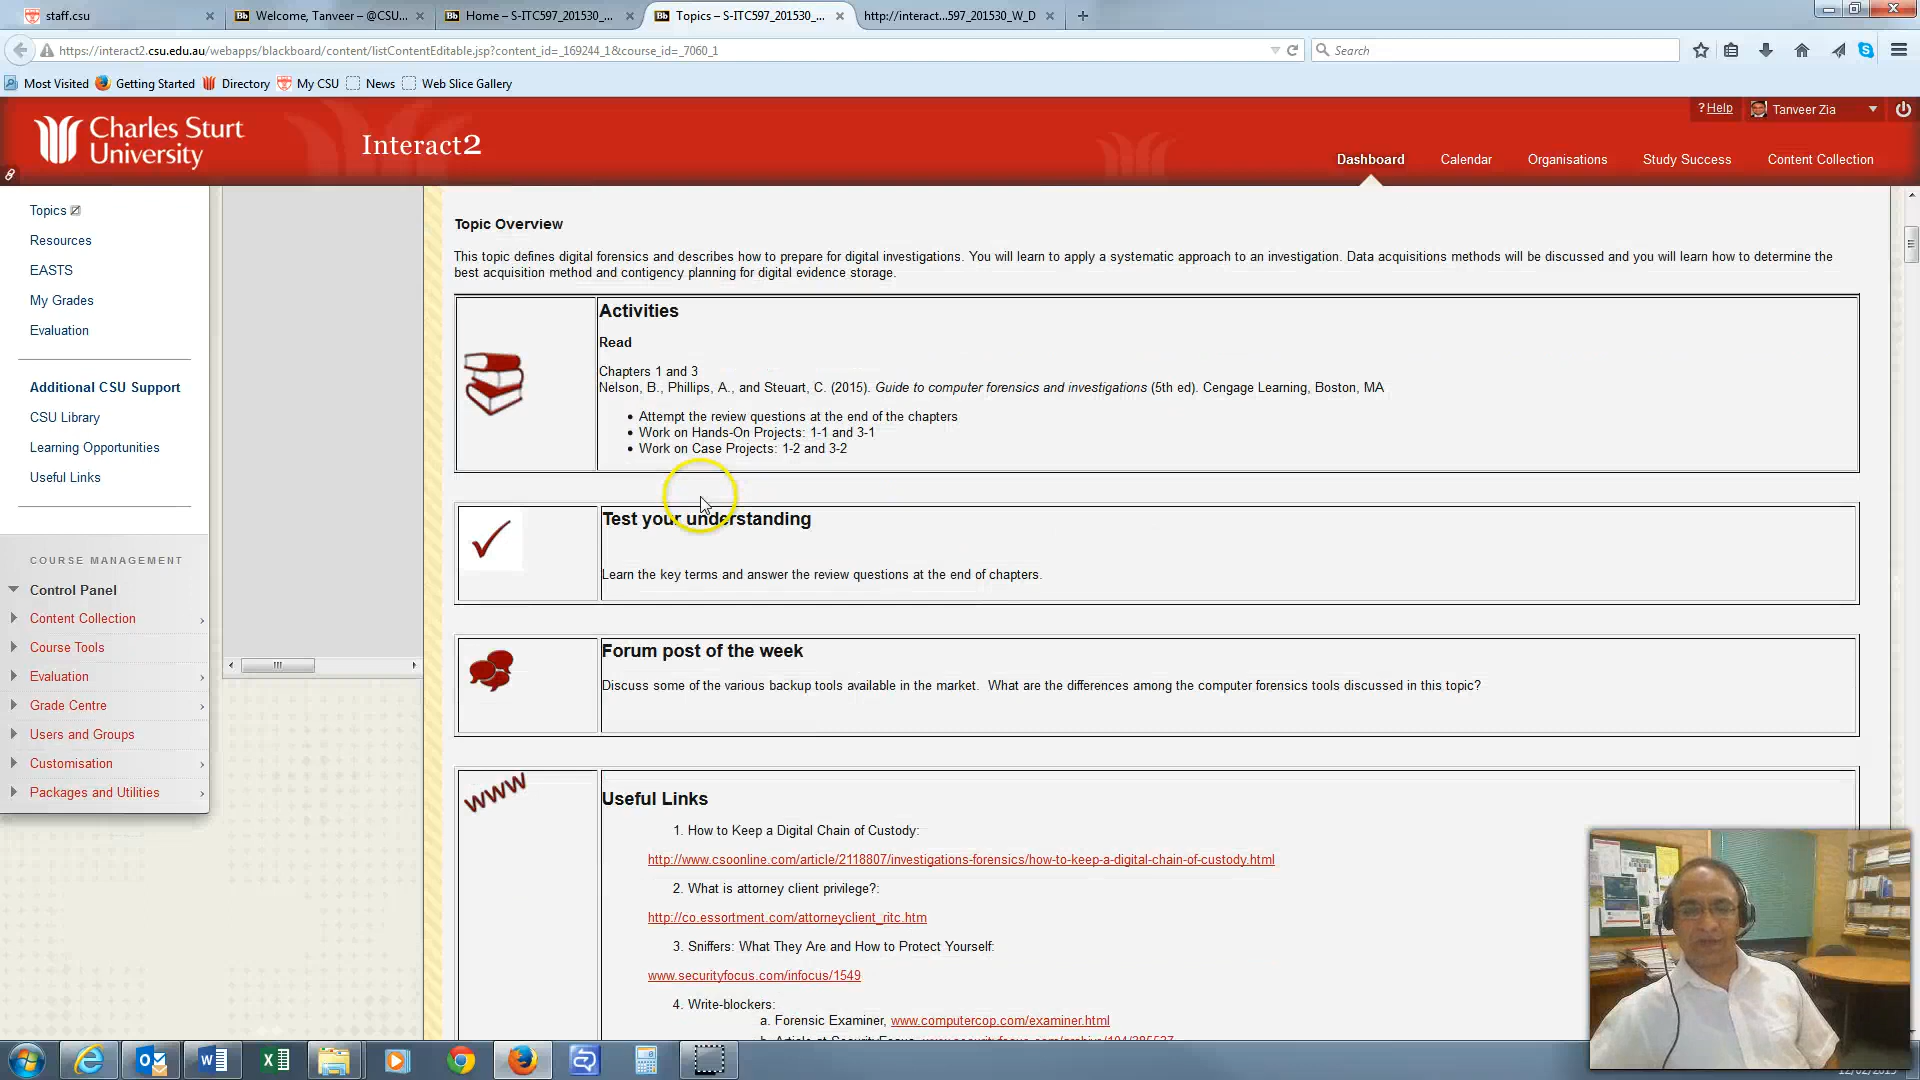 staff.csu
Welcome, Tanveer – @CSU...
Home – S-ITC597_201530_...
Topics – S-ITC597_201530_...
http://interact...597_201530_W_D
https://interact2.csu.edu.au/webapps/blackboard/content/listContentEditable.jsp?content_id=_169244_1&course_id=_7060_1
Search
Most Visited
Getting Started
Directory
My CSU
News
Web Slice Gallery
Charles Sturt
University
Interact2
? Help
Tanveer Zia
Dashboard
Calendar
Organisations
Study Success
Content Collection
Topics
Resources
EASTS
My Grades
Evaluation
Additional CSU Support
CSU Library
Learning Opportunities
Useful Links
COURSE MANAGEMENT
Control Panel
Content Collection
Course Tools
Evaluation
Grade Centre
Users and Groups
Customisation
Packages and Utilities
Topic Overview
This topic defines digital forensics and describes how to prepare for digital investigations. You will learn to apply a systematic approach to an investigation. Data acquisitions methods will be discussed and you will learn how to determine the
best acquisition method and contigency planning for digital evidence storage.
Activities
Read
Chapters 1 and 3
Nelson, B., Phillips, A., and Steuart, C. (2015). Guide to computer forensics and investigations (5th ed). Cengage Learning, Boston, MA
• Attempt the review questions at the end of the chapters
• Work on Hands-On Projects: 1-1 and 3-1
• Work on Case Projects: 1-2 and 3-2
Test your understanding
Learn the key terms and answer the review questions at the end of chapters.
Forum post of the week
Discuss some of the various backup tools available in the market. What are the differences among the computer forensics tools discussed in this topic?
www
Useful Links
1. How to Keep a Digital Chain of Custody:
http://www.csoonline.com/article/2118807/investigations-forensics/how-to-keep-a-digital-chain-of-custody.html
2. What is attorney client privilege?:
http://co.essortment.com/attorneyclient_ritc.htm
3. Sniffers: What They Are and How to Protect Yourself:
www.securityfocus.com/infocus/1549
4. Write-blockers:
a. Forensic Examiner, www.computercop.com/examiner.html